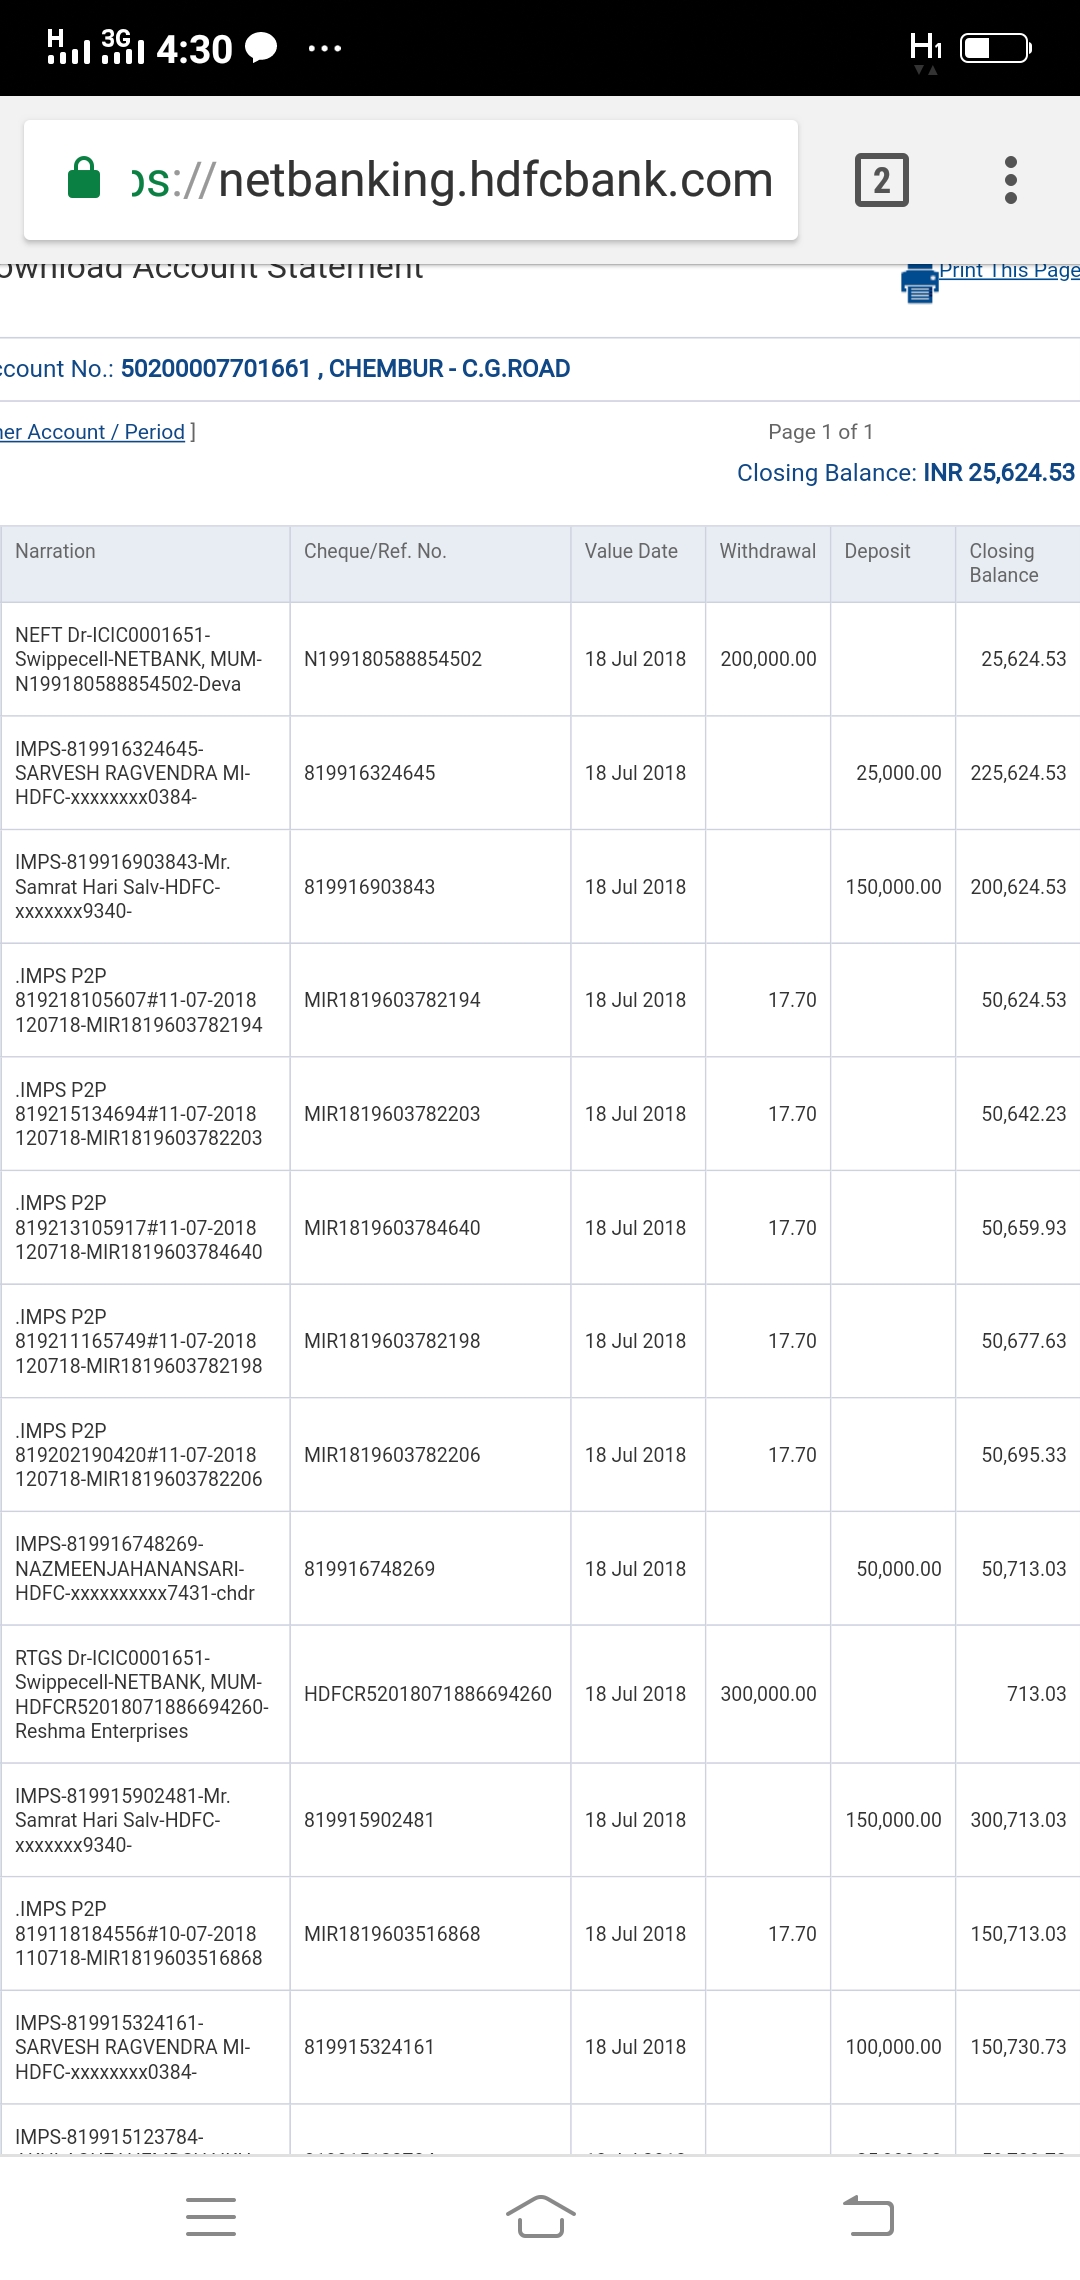 H 3G 4:30 ... H1
ps://netbanking.hdfcbank.com 2
ownload Account Statement Print This Page
ccount No.: 50200007701661 , CHEMBUR - C.G.ROAD
her Account / Period ] Page 1 of 1
Closing Balance: INR 25,624.53
Narration Cheque/Ref. No. Value Date Withdrawal Deposit Closing
Balance
NEFT Dr-ICIC0001651-
Swippecell-NETBANK, MUM- N199180588854502 18 Jul 2018 200,000.00 25,624.53
N199180588854502-Deva
IMPS-819916324645-
SARVESH RAGVENDRA MI- 819916324645 18 Jul 2018 25,000.00 225,624.53
HDFC-xxxxxxxx0384-
IMPS-819916903843-Mr.
Samrat Hari Salv-HDFC- 819916903843 18 Jul 2018 150,000.00 200,624.53
xxxxxxx9340-
.IMPS P2P
819218105607#11-07-2018 MIR1819603782194 18 Jul 2018 17.70 50,624.53
120718-MIR1819603782194
.IMPS P2P
819215134694#11-07-2018 MIR1819603782203 18 Jul 2018 17.70 50,642.23
120718-MIR1819603782203
.IMPS P2P
819213105917#11-07-2018 MIR1819603784640 18 Jul 2018 17.70 50,659.93
120718-MIR1819603784640
.IMPS P2P
819211165749#11-07-2018 MIR1819603782198 18 Jul 2018 17.70 50,677.63
120718-MIR1819603782198
.IMPS P2P
819202190420#11-07-2018 MIR1819603782206 18 Jul 2018 17.70 50,695.33
120718-MIR1819603782206
IMPS-819916748269-
NAZMEENJAHANANSARI- 819916748269 18 Jul 2018 50,000.00 50,713.03
HDFC-xxxxxxxxxx7431-chdr
RTGS Dr-ICIC0001651-
Swippecell-NETBANK, MUM- HDFCR52018071886694260 18 Jul 2018 300,000.00 713.03
HDFCR52018071886694260-
Reshma Enterprises
IMPS-819915902481-Mr.
Samrat Hari Salv-HDFC- 819915902481 18 Jul 2018 150,000.00 300,713.03
xxxxxxx9340-
.IMPS P2P
819118184556#10-07-2018 MIR1819603516868 18 Jul 2018 17.70 150,713.03
110718-MIR1819603516868
IMPS-819915324161-
SARVESH RAGVENDRA MI- 819915324161 18 Jul 2018 100,000.00 150,730.73
HDFC-xxxxxxxx0384-
IMPS-819915123784-